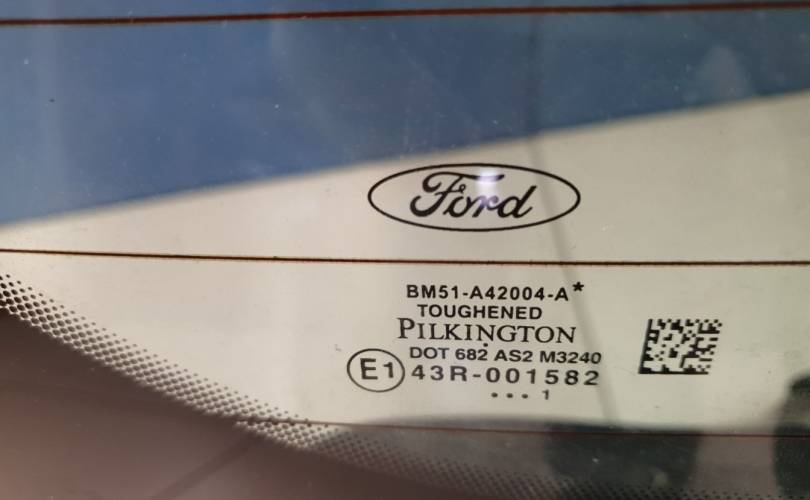 Ford
BM51-A42004-A*
TOUGHENED
PILKINGTON
DOT 682 AS2 M3240
E1 43R-001582
... 1